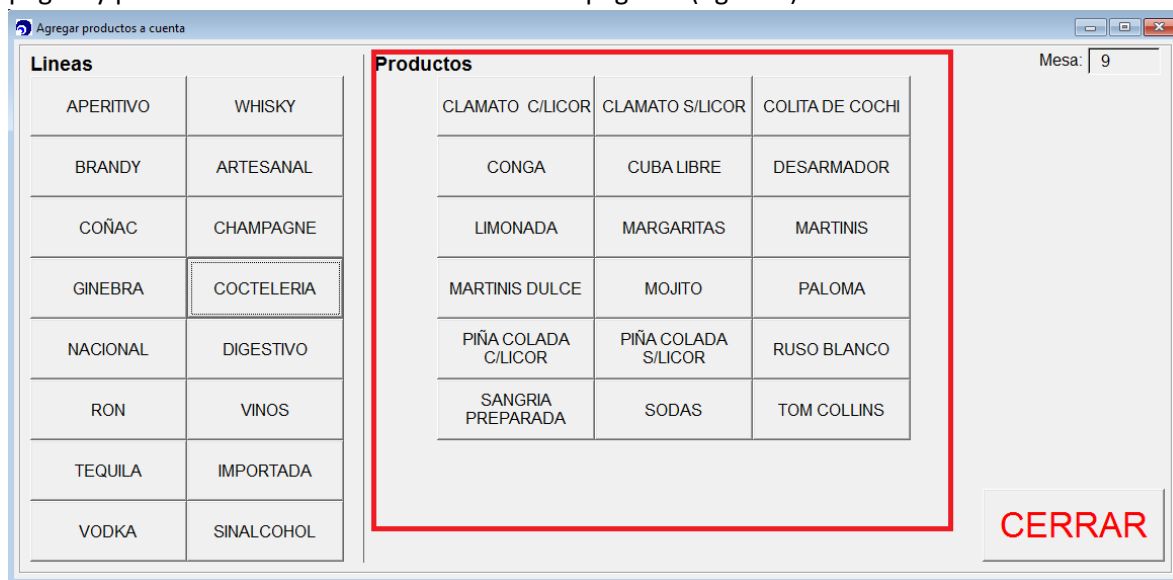 Agregar productos a cuenta
Lineas
Productos
Mesa: 9
APERITIVO
WHISKY
CLAMATO C/LICOR
CLAMATO S/LICOR
COLITA DE COCHI
BRANDY
ARTESANAL
CONGA
CUBA LIBRE
DESARMADOR
COÑAC
CHAMPAGNE
LIMONADA
MARGARITAS
MARTINIS
GINEBRA
COCTELERIA
MARTINIS DULCE
MOJITO
PALOMA
NACIONAL
DIGESTIVO
PIÑA COLADA
C/LICOR
PIÑA COLADA
S/LICOR
RUSO BLANCO
RON
VINOS
SANGRIA
PREPARADA
SODAS
TOM COLLINS
TEQUILA
IMPORTADA
VODKA
SINALCOHOL
CERRAR